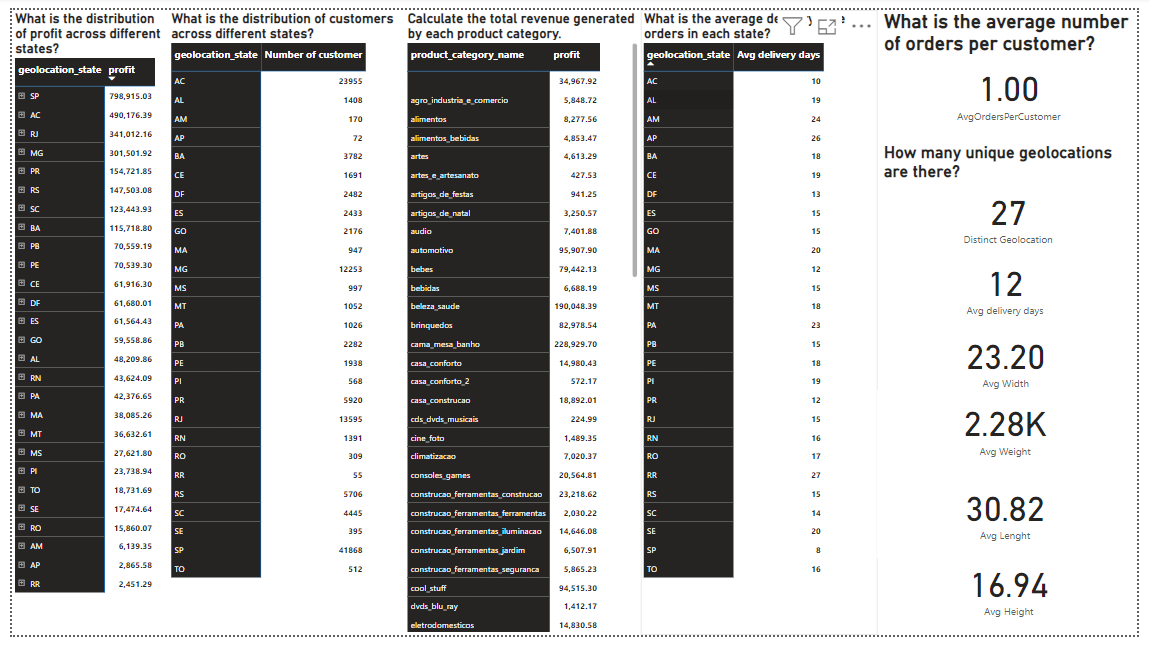 What is the distribution
of profit across different
states?
geolocation_state profit
SP 798,915.03
AC 490,176.39
RJ 341,012.16
MG 301,501.92
PR 154,721.85
RS 147,503.08
SC 123,443.93
BA 115,718.80
PB 70,559.19
PE 70,539.30
CE 61,916.30
DF 61,680.01
ES 61,564.43
GO 59,558.86
AL 48,209.86
RN 43,624.09
PA 42,376.65
MA 38,085.26
MT 36,632.61
MS 27,621.80
PI 23,738.94
TO 18,731.69
SE 17,474.64
RO 15,860.07
AM 6,139.35
AP 2,865.58
RR 2,451.29
What is the distribution of customers
across different states?
geolocation_state Number of customer
AC 23955
AL 1408
AM 170
AP 72
BA 3782
CE 1691
DF 2482
ES 2433
GO 2176
MA 947
MG 12253
MS 997
MT 1052
PA 1026
PB 2282
PE 1938
PI 568
PR 5920
RJ 13595
RN 1391
RO 309
RR 55
RS 5706
SC 4445
SE 395
SP 41868
TO 512
Calculate the total revenue generated
by each product category.
product_category_name profit
34,967.92
agro_industria_e_comercio 5,848.72
alimentos 8,277.56
alimentos_bebidas 4,853.47
artes 4,613.29
artes_e_artesanato 427.53
artigos_de_festas 941.25
artigos_de_natal 3,250.57
audio 7,401.88
automotivo 95,907.90
bebes 79,442.13
bebidas 6,688.19
beleza_saude 190,048.39
brinquedos 82,978.54
cama_mesa_banho 228,929.70
casa_conforto 14,980.43
casa_conforto_2 572.17
casa_construcao 18,892.01
cds_dvds_musicais 224.99
cine_foto 1,489.35
climatizacao 7,020.37
consoles_games 20,564.81
construcao_ferramentas_construcao 23,218.62
construcao_ferramentas_ferramentas 2,030.22
construcao_ferramentas_iluminacao 14,646.08
construcao_ferramentas_jardim 6,507.91
construcao_ferramentas_seguranca 5,865.23
cool_stuff 94,515.30
dvds_blu_ray 1,412.17
eletrodomesticos 14,830.58
What is the average de
orders in each state?
geolocation_state Avg delivery days
AC 10
AL 19
AM 24
AP 26
BA 18
CE 19
DF 13
ES 15
GO 15
MA 20
MG 12
MS 15
MT 18
PA 23
PB 15
PE 18
PI 19
PR 12
RJ 15
RN 16
RO 17
RR 27
RS 15
SC 14
SE 20
SP 8
TO 16
What is the average number
of orders per customer?
1.00
AvgOrdersPerCustomer
How many unique geolocations
are there?
27
Distinct Geolocation
12
Avg delivery days
23.20
Avg Width
2.28K
Avg Weight
30.82
Avg Lenght
16.94
Avg Height